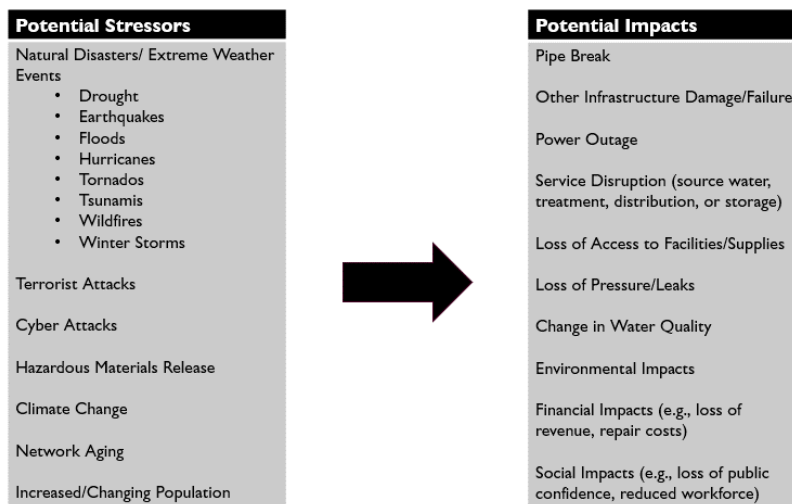 Potential Stressors
Natural Disasters/ Extreme Weather
Events
• Drought
• Earthquakes
• Floods
• Hurricanes
• Tornados
• Tsunamis
• Wildfires
• Winter Storms
Terrorist Attacks
Cyber Attacks
Hazardous Materials Release
Climate Change
Network Aging
Increased/Changing Population
Potential Impacts
Pipe Break
Other Infrastructure Damage/Failure
Power Outage
Service Disruption (source water,
treatment, distribution, or storage)
Loss of Access to Facilities/Supplies
Loss of Pressure/Leaks
Change in Water Quality
Environmental Impacts
Financial Impacts (e.g., loss of
revenue, repair costs)
Social Impacts (e.g., loss of public
confidence, reduced workforce)